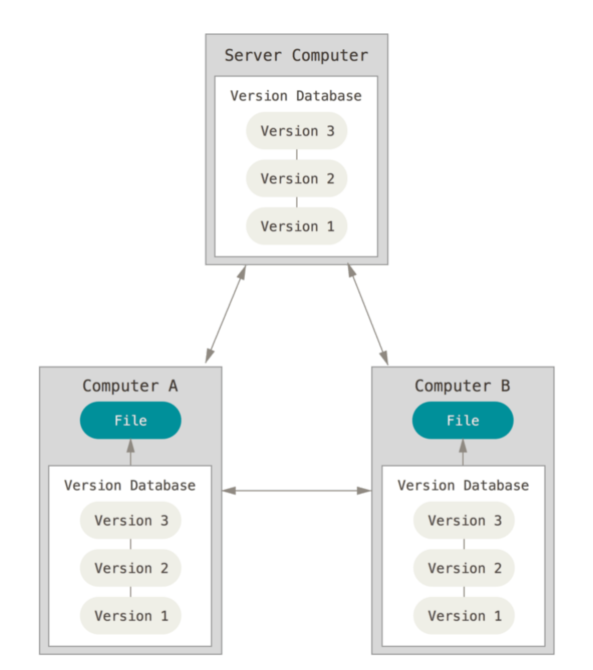 Server Computer
Version Database
Version 3
Version 2
Version 1
Computer A
File
Version Database
Version 3
Version 2
Version 1
Computer B
File
Version Database
Version 3
Version 2
Version 1